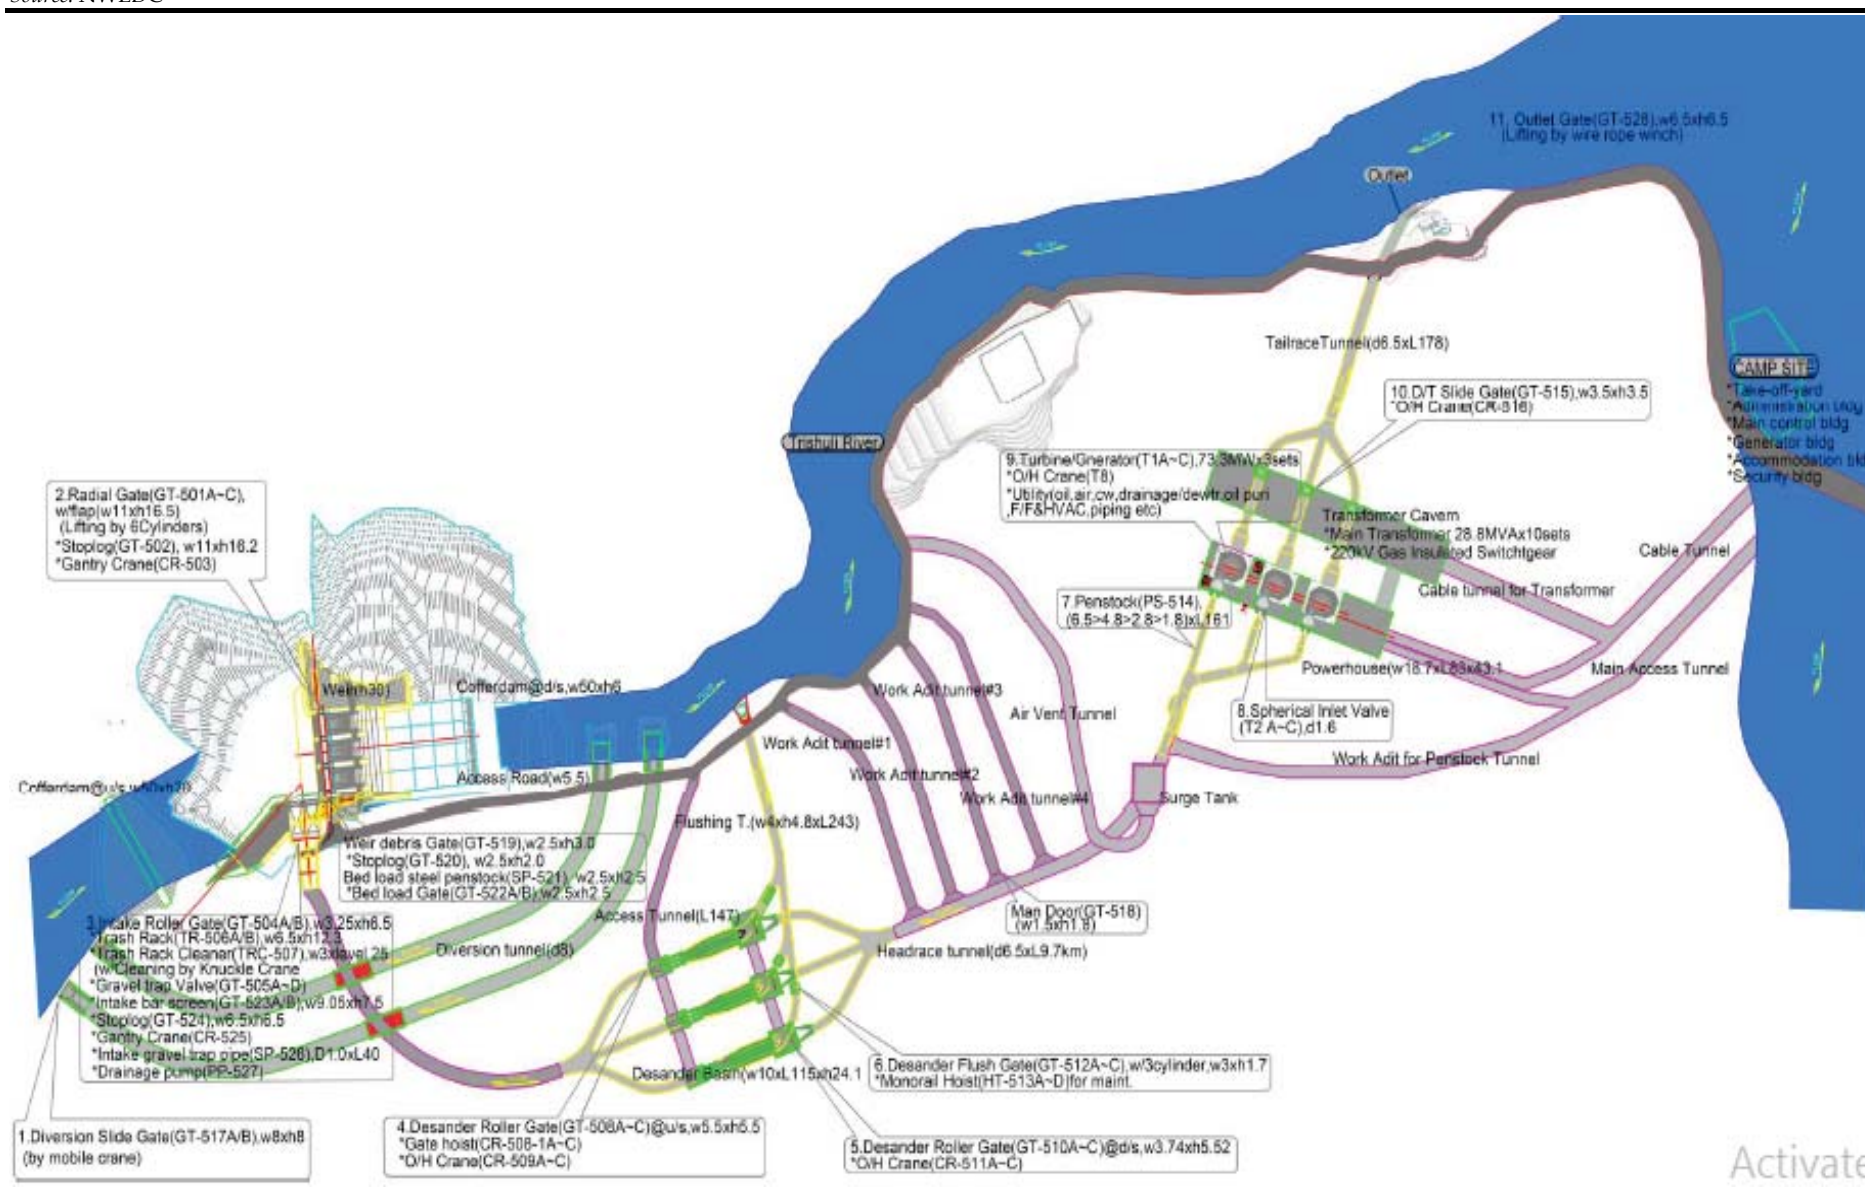 Source: NWEDC
11. Outlet Gate(GT-528),w6.5xh6.5
(Lifting by wire rope winch)
Outlet
TailraceTunnel(d6.5xL178)
CAMP SITE
*Take-off-yard
*Administration bldg
*Main control bldg
*Generator bldg
*Accommodation bld
*Security bldg
10.D/T Slide Gate(GT-515),w3.5xh3.5
*O/H Crane(CR-516)
Trishuli River
9.Turbine/Gnerator(T1A~C),73.3MWx3sets
*O/H Crane(T8)
*Utility(oil,air,cw,drainage/dewtr,oil puri
,F/F&HVAC,piping etc)
Transformer Cavern
*Main Transformer 28.8MVAx10sets
*220kV Gas Insulated Switchtgear
Cable Tunnel
Cable tunnel for Transformer
2.Radial Gate(GT-501A~C),
w/flap(w11xh16.5)
(Lifting by 6Cylinders)
*Stoplog(GT-502), w11xh16.2
*Gantry Crane(CR-503)
7.Penstock(PS-514),
(6.5>4.8>2.8>1.8)xL161
Powerhouse(w18.7xL83xh43.1
Main Access Tunnel
Weir(h30)
Cofferdam@d/s,w50xh6
Work Adit tunnel#3
Air Vent Tunnel
8.Spherical Inlet Valve
(T2 A~C),d1.6
Work Adit tunnel#1
Work Adit for Penstock Tunnel
Cofferdam@u/s,w50xh20
Access Road(w5.5)
Work Adit tunnel#2
Work Adit tunnel#4
Surge Tank
Flushing T.(w4xh4.8xL243)
Weir debris Gate(GT-519),w2.5xh3.0
*Stoplog(GT-520), w2.5xh2.0
Bed load steel penstock(SP-521), w2.5xh2.5
*Bed load Gate(GT-522A/B),w2.5xh2.5
3.Intake Roller Gate(GT-504A/B),w3.25xh6.5
*Trash Rack(TR-506A/B),w6.5xh12.3
*Trash Rack Cleaner(TRC-507),w3xlavel 25
(w/Cleaning by Knuckle Crane
*Gravel trap Valve(GT-505A~D)
*Intake bar screen(GT-523A/B),w9.05xh7.5
*Stoplog(GT-524),w6.5xh6.5
*Gantry Crane(CR-525)
*Intake gravel trap pipe(SP-526),D1.0xL40
*Drainage pump(PP-527)
Access Tunnel(L147)
Man Door(GT-518)
(w1.5xh1.8)
Diversion tunnel(d8)
Headrace tunnel(d6.5xL9.7km)
Desander Basin(w10xL115xh24.1
6.Desander Flush Gate(GT-512A~C),w/3cylinder,w3xh1.7
*Monorail Hoist(HT-513A~D)for maint.
1.Diversion Slide Gate(GT-517A/B),w8xh8
(by mobile crane)
4.Desander Roller Gate(GT-508A~C)@u/s,w5.5xh5.5
*Gate hoist(CR-508-1A~C)
*O/H Crane(CR-509A~C)
5.Desander Roller Gate(GT-510A~C)@d/s,w3.74xh5.52
*O/H Crane(CR-511A~C)
Activate